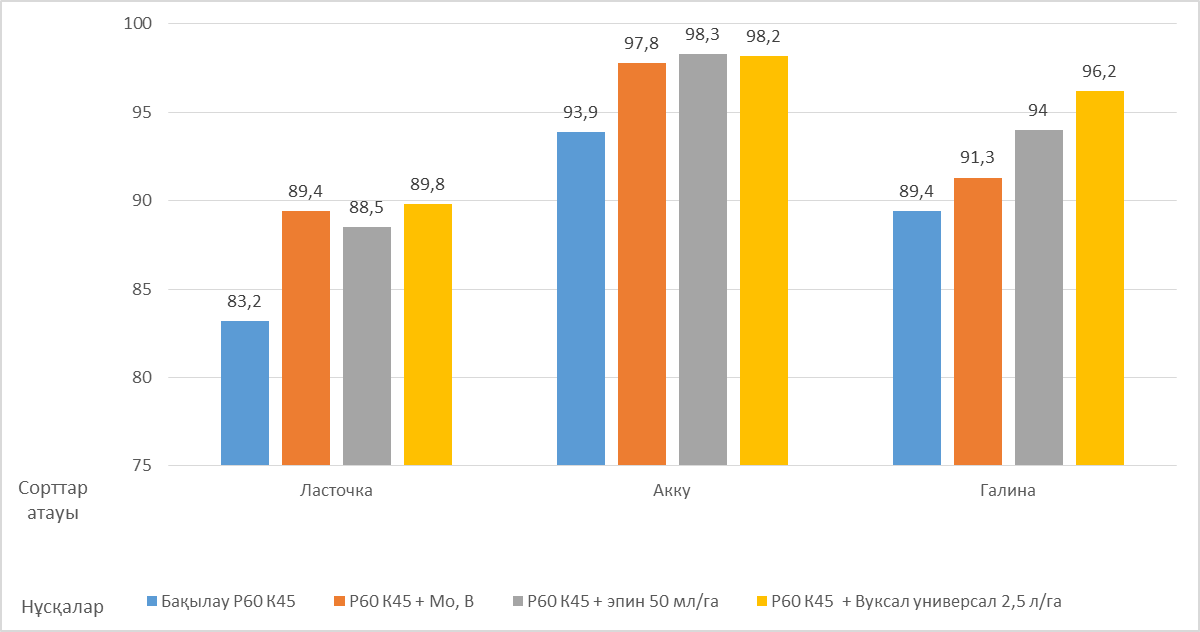 100
95
90
85
80
75
83,2
89,4
88,5
89,8
93,9
97,8
98,3
98,2
89,4
91,3
94
96,2
Ласточка
Акку
Галина
Сорттар
атауы
Нұсқалар
Бақылау Р60 К45
Р60 К45 + Мо, В
Р60 К45 + эпин 50 мл/га
Р60 К45 + Вуксал универсал 2,5 л/га